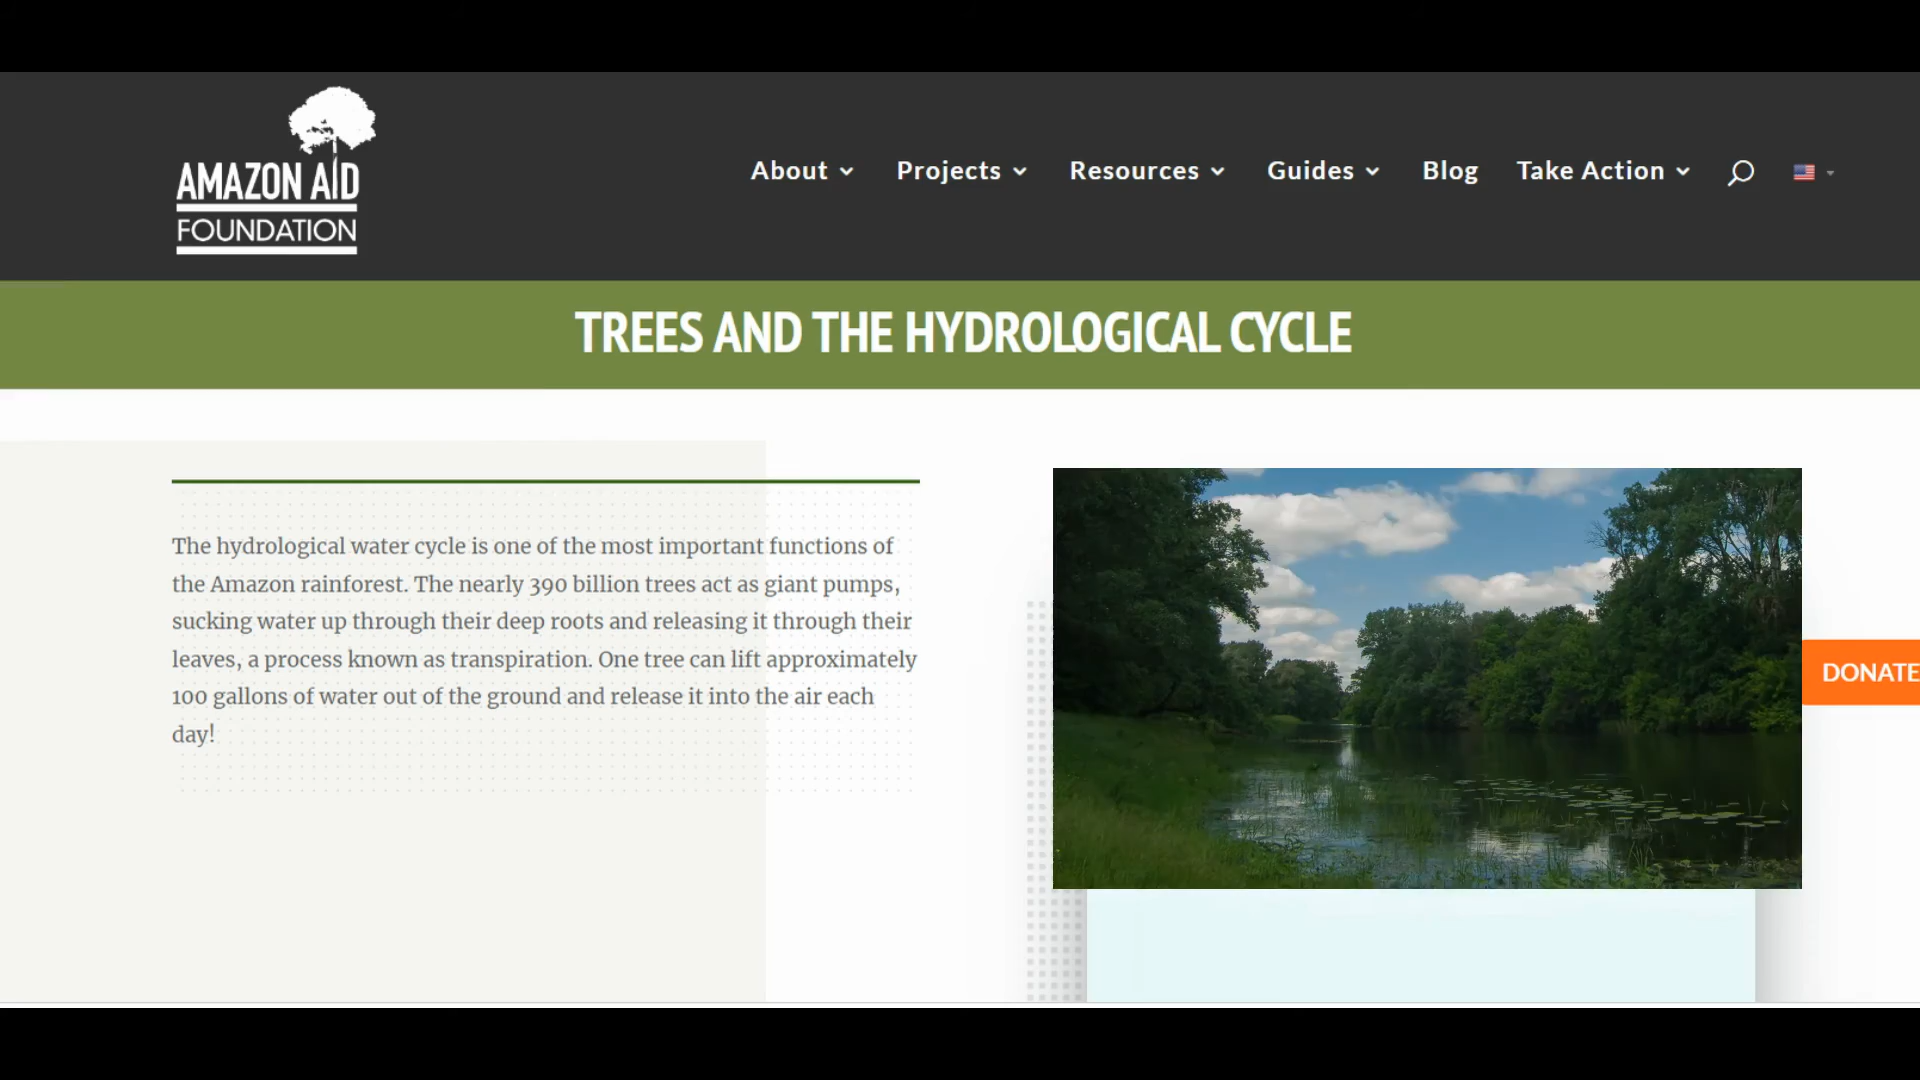 AMAZON AID
FOUNDATION
About
Projects
Resources
Guides
Blog
Take Action
TREES AND THE HYDROLOGICAL CYCLE
The hydrological water cycle is one of the most important functions of
the Amazon rainforest. The nearly 390 billion trees act as giant pumps,
sucking water up through their deep roots and releasing it through their
leaves, a process known as transpiration. One tree can lift approximately
100 gallons of water out of the ground and release it into the air each
day!
DONATE